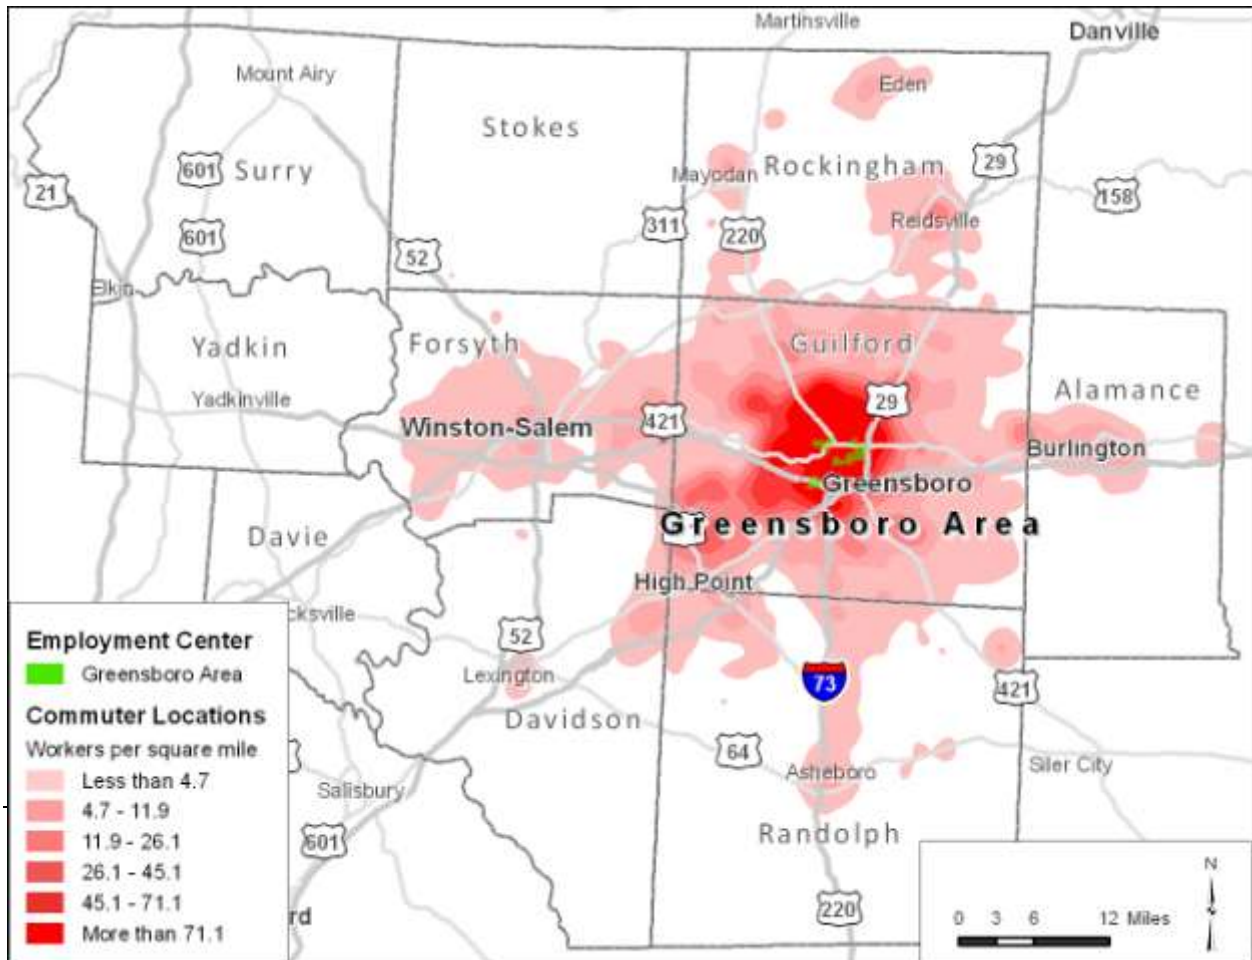 Martinsville
Danville
Mount Airy
Eden
Stokes
601
Surry
21
Mayodan
Rockingham
29
158
601
311
220
Reidsville
52
Elkin
Yadkin
Forsyth
Guilford
Yadkinville
29
Alamance
Winston-Salem
421
Burlington
Greensboro
Greensboro Area
Davie
High Point
cksville
52
Lexington
73
421
Davidson
64
Asheboro
Siler City
Salisbury
Randolph
601
220
rd
Employment Center
Greensboro Area
Commuter Locations
Workers per square mile
Less than 4.7
4.7 - 11.9
11.9 - 26.1
26.1 - 45.1
45.1 - 71.1
More than 71.1
N
0 3 6 12 Miles